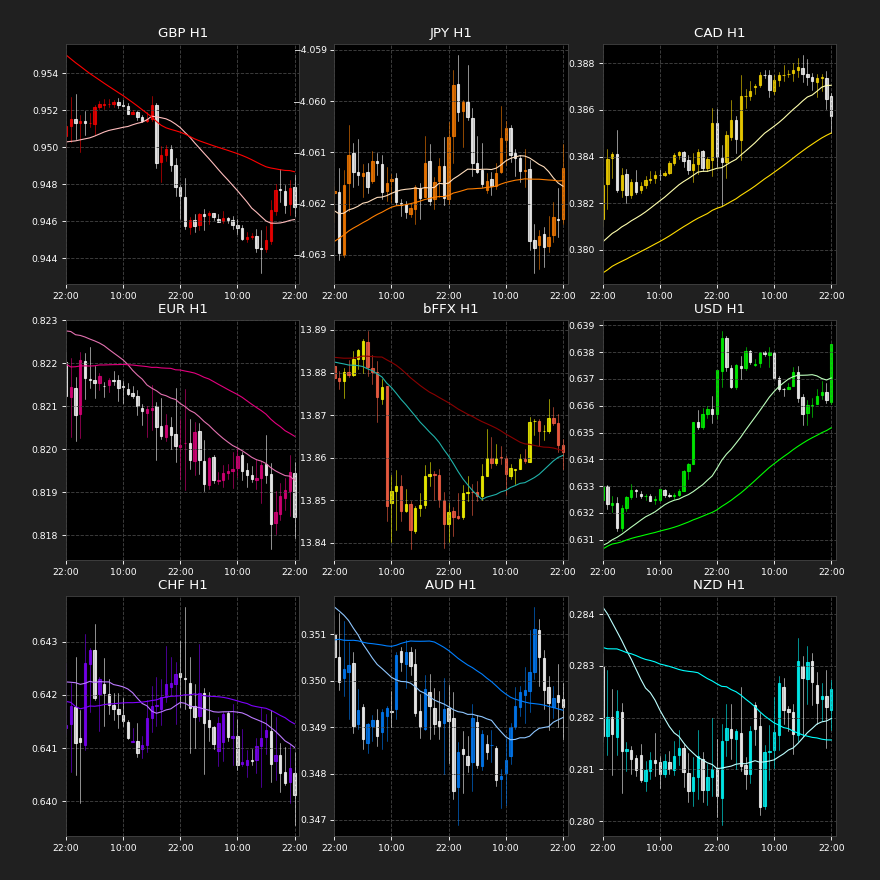 GBP H1
0.954
0.952
0.950
0.948
0.946
0.944
22:00 10:00 22:00 10:00 22:00
JPY H1
-4.059
-4.060
-4.061
-4.062
-4.063
22:00 10:00 22:00 10:00 22:00
CAD H1
0.388
0.386
0.384
0.382
0.380
22:00 10:00 22:00 10:00 22:00
EUR H1
0.823
0.822
0.821
0.820
0.819
0.818
22:00 10:00 22:00 10:00 22:00
bFFX H1
13.89
13.88
13.87
13.86
13.85
13.84
22:00 10:00 22:00 10:00 22:00
USD H1
0.639
0.638
0.637
0.636
0.635
0.634
0.633
0.632
0.631
22:00 10:00 22:00 10:00 22:00
CHF H1
0.643
0.642
0.641
0.640
22:00 10:00 22:00 10:00 22:00
AUD H1
0.351
0.350
0.349
0.348
0.347
22:00 10:00 22:00 10:00 22:00
NZD H1
0.284
0.283
0.282
0.281
0.280
22:00 10:00 22:00 10:00 22:00